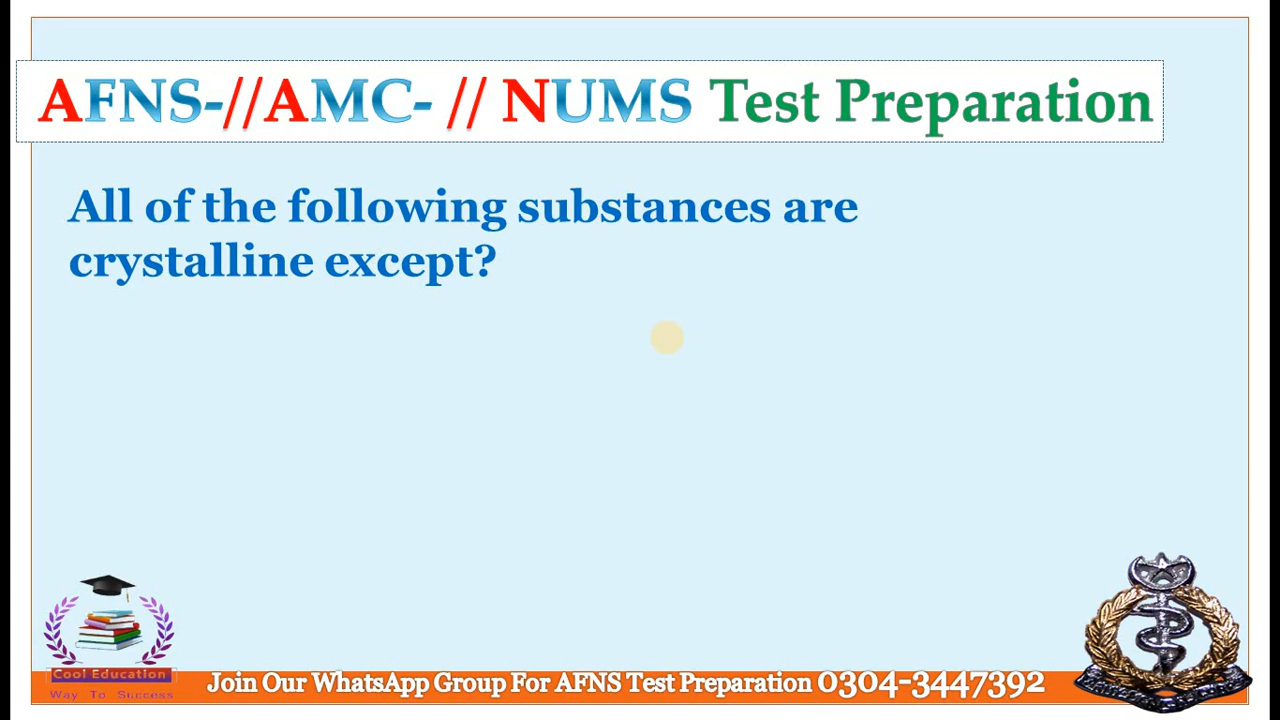 AFNS-//AMC- // NUMS Test Preparation
All of the following substances are
crystalline except?
Cool Education
Way To Success
Join Our WhatsApp Group For AFNS Test Preparation 0304-3447392